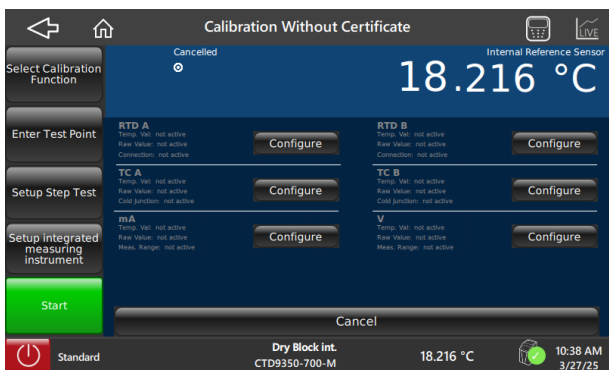 Calibration Without Certificate
LIVE
Select Calibration
Function
Cancelled
Internal Reference Sensor
18.216 °C
Enter Test Point
RTD A
Temp. Val: not active
Raw Value: not active
Connection: not active
Configure
RTD B
Temp. Val: not active
Raw Value: not active
Connection: not active
Configure
Setup Step Test
TC A
Temp. Val: not active
Raw Value: not active
Cold Junction: not active
Configure
TC B
Temp. Val: not active
Raw Value: not active
Cold Junction: not active
Configure
Setup integrated
measuring
instrument
mA
Temp. Val: not active
Raw Value: not active
Meas. Range: not active
Configure
V
Temp. Val: not active
Raw Value: not active
Meas. Range: not active
Configure
Start
Cancel
Standard
Dry Block int.
CTD9350-700-M
18.216 °C
10:38 AM
3/27/25